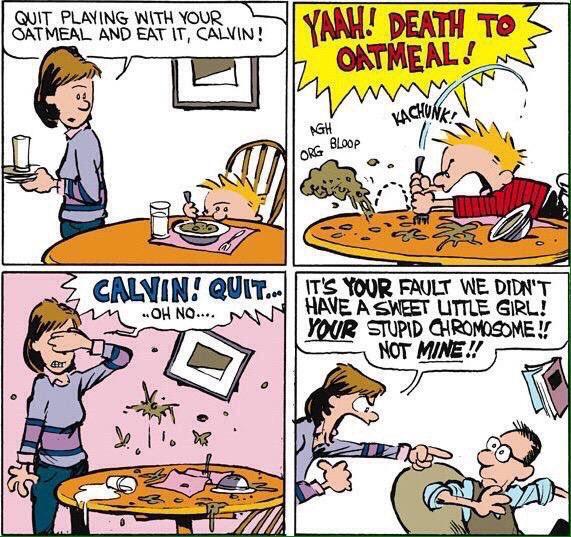 QUIT PLAYING WITH YOUR
OATMEAL AND EAT IT, CALVIN!
YAAH! DEATH TO
OATMEAL!
KACHUNK!
AGH
ORG BLOOP
CALVIN! QUIT...
..OH NO....
IT'S YOUR FAULT WE DIDN'T
HAVE A SWEET LITTLE GIRL!
YOUR STUPID CHROMOSOME!!
NOT MINE!!